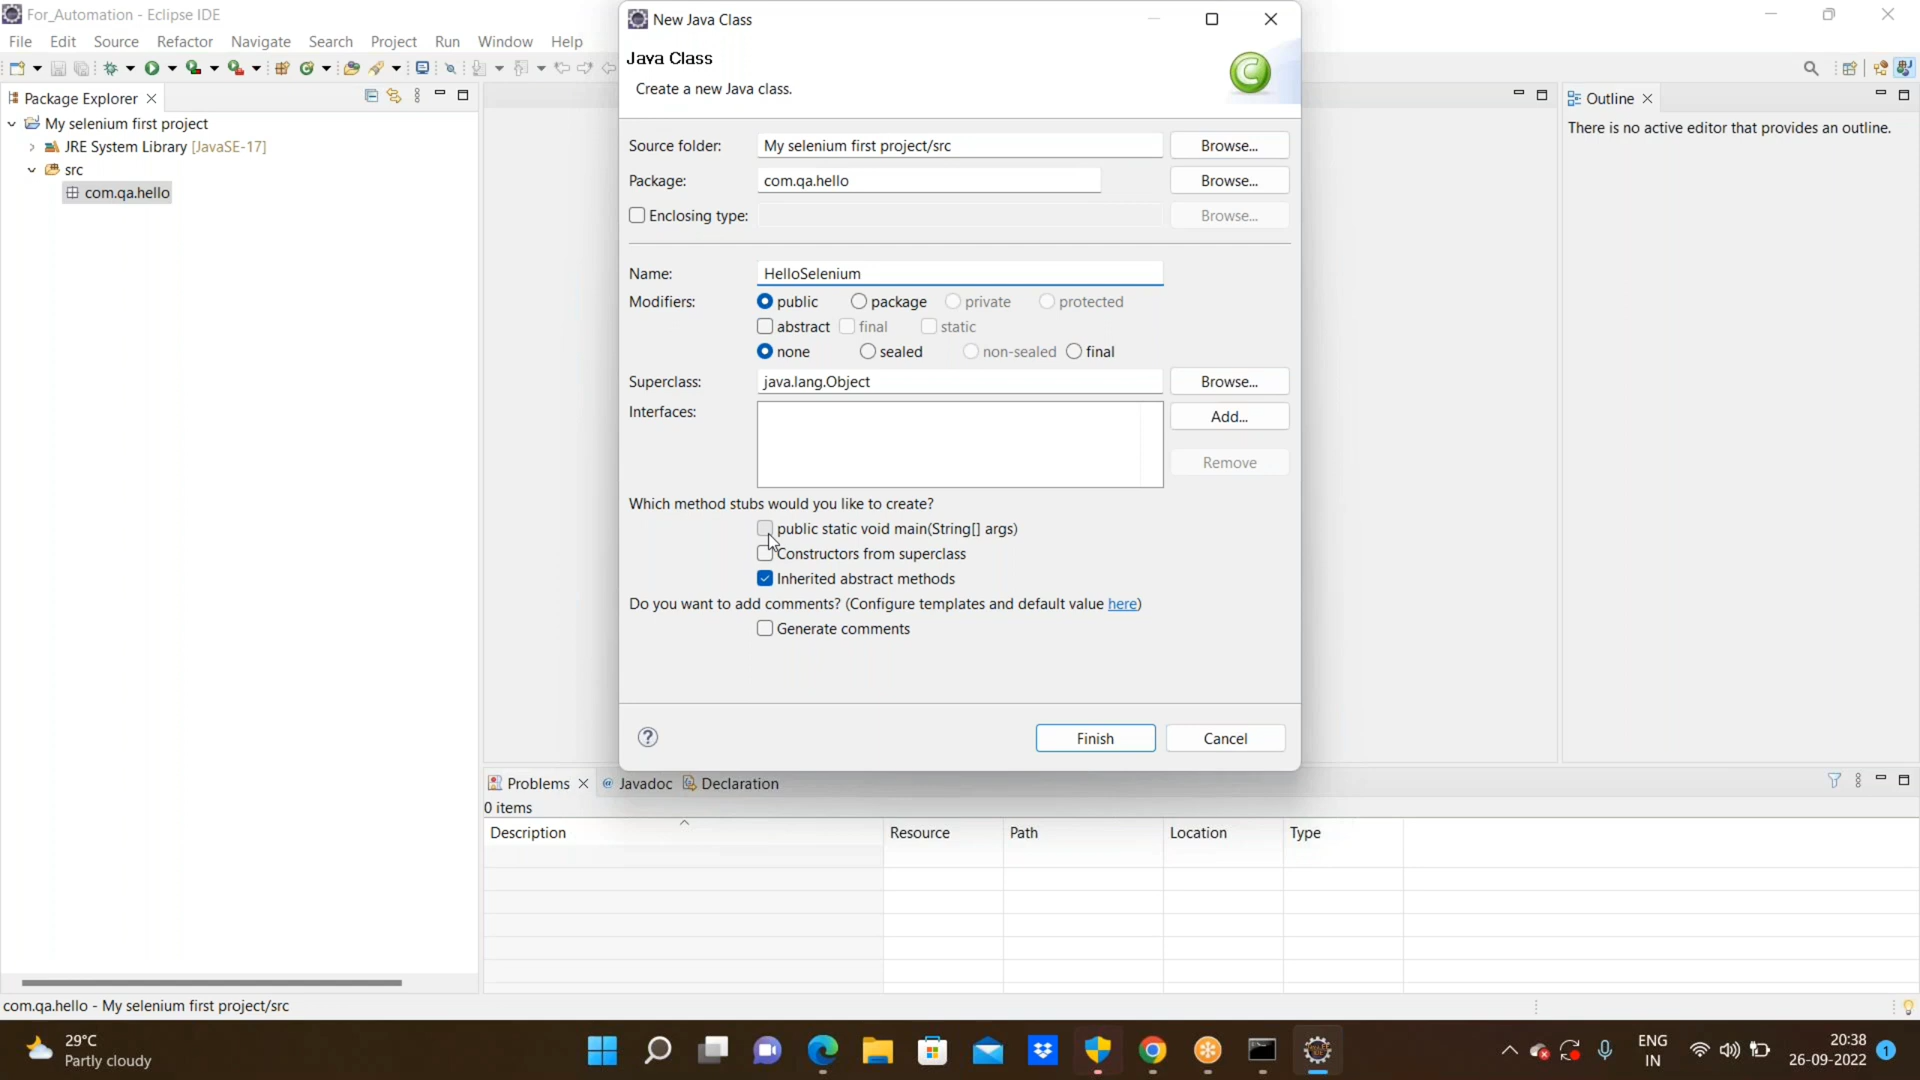 For_Automation - Eclipse IDE
File Edit Source Refactor Navigate Search Project Run Window Help
Package Explorer
My selenium first project
JRE System Library [JavaSE-17]
src
com.qa.hello
New Java Class
Java Class
Create a new Java class.
Source folder: My selenium first project/src Browse...
Package: com.qa.hello Browse...
Enclosing type: Browse...
Name: HelloSelenium
Modifiers: public package private protected
abstract final static
none sealed non-sealed final
Superclass: java.lang.Object Browse...
Interfaces: Add...
Remove
Which method stubs would you like to create?
public static void main(String[] args)
Constructors from superclass
Inherited abstract methods
Do you want to add comments? (Configure templates and default value here)
Generate comments
Finish Cancel
Outline
There is no active editor that provides an outline.
Problems Javadoc Declaration
0 items
Description Resource Path Location Type
com.qa.hello - My selenium first project/src
29°C
Partly cloudy
ENG
IN
20:38
26-09-2022
1